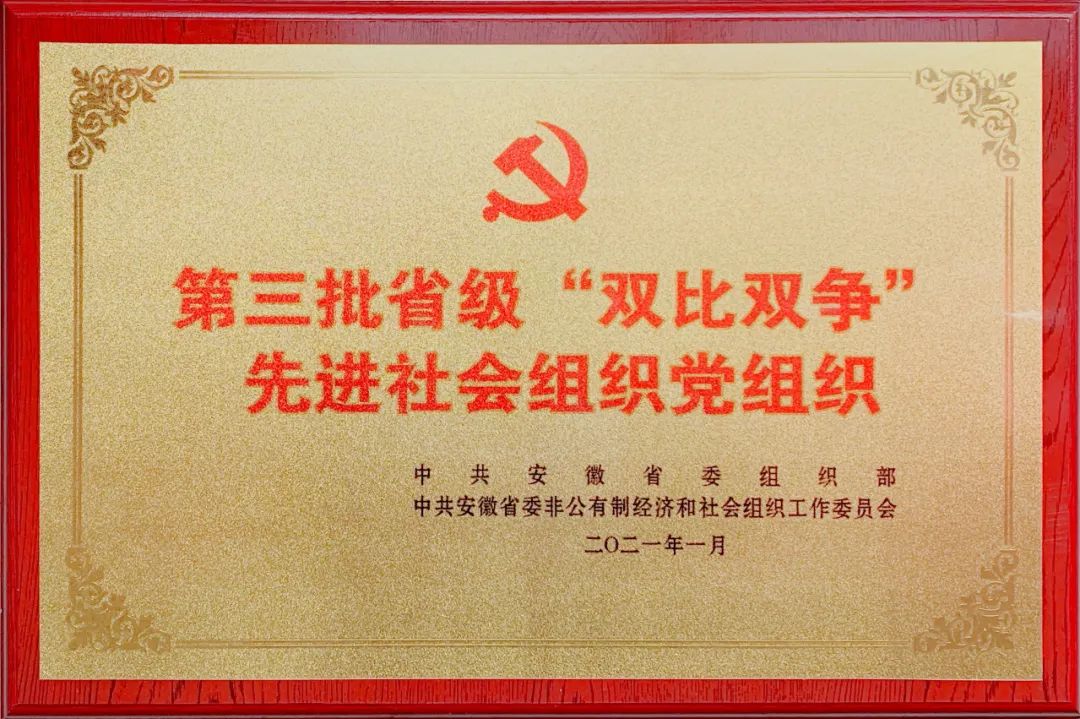 第三批省级“双比双争”
先进社会组织党组织
中共安徽省委组织部
中共安徽省委非公有制经济和社会组织工作委员会
二〇二一年一月